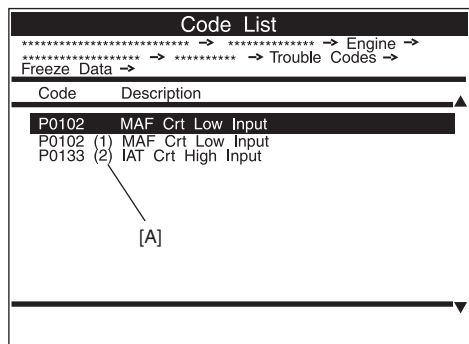 Code List
*************************** → ************** → Engine →
******************* → ********** → Trouble Codes →
Freeze Data →
Code Description
P0102 MAF Crt Low Input
P0102 (1) MAF Crt Low Input
P0133 (2) IAT Crt High Input
[A]